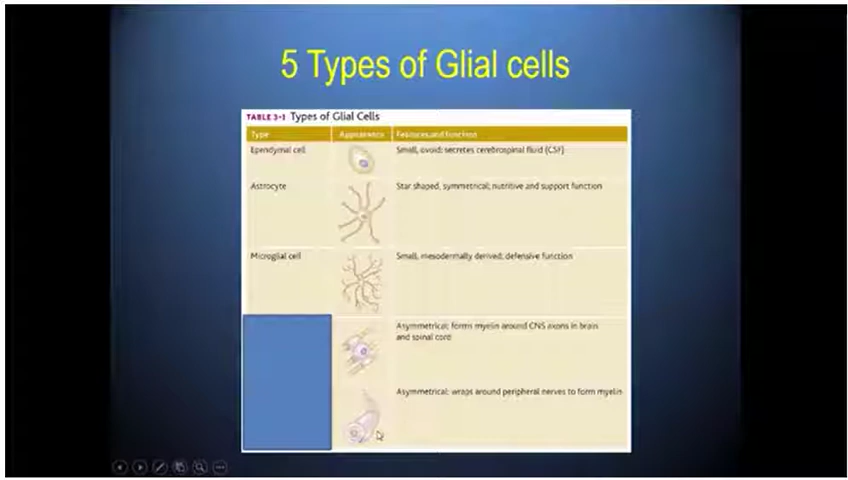 5 Types of Glial cells
TABLE 3-1 Types of Glial Cells
Type Appearance Features and function
Ependymal cell Small, ovoid; secretes cerebrospinal fluid (CSF)
Astrocyte Star shaped, symmetrical; nutritive and support function
Microglial cell Small, mesodermally derived; defensive function
Asymmetrical; forms myelin around CNS axons in brain
and spinal cord
Asymmetrical; wraps around peripheral nerves to form myelin